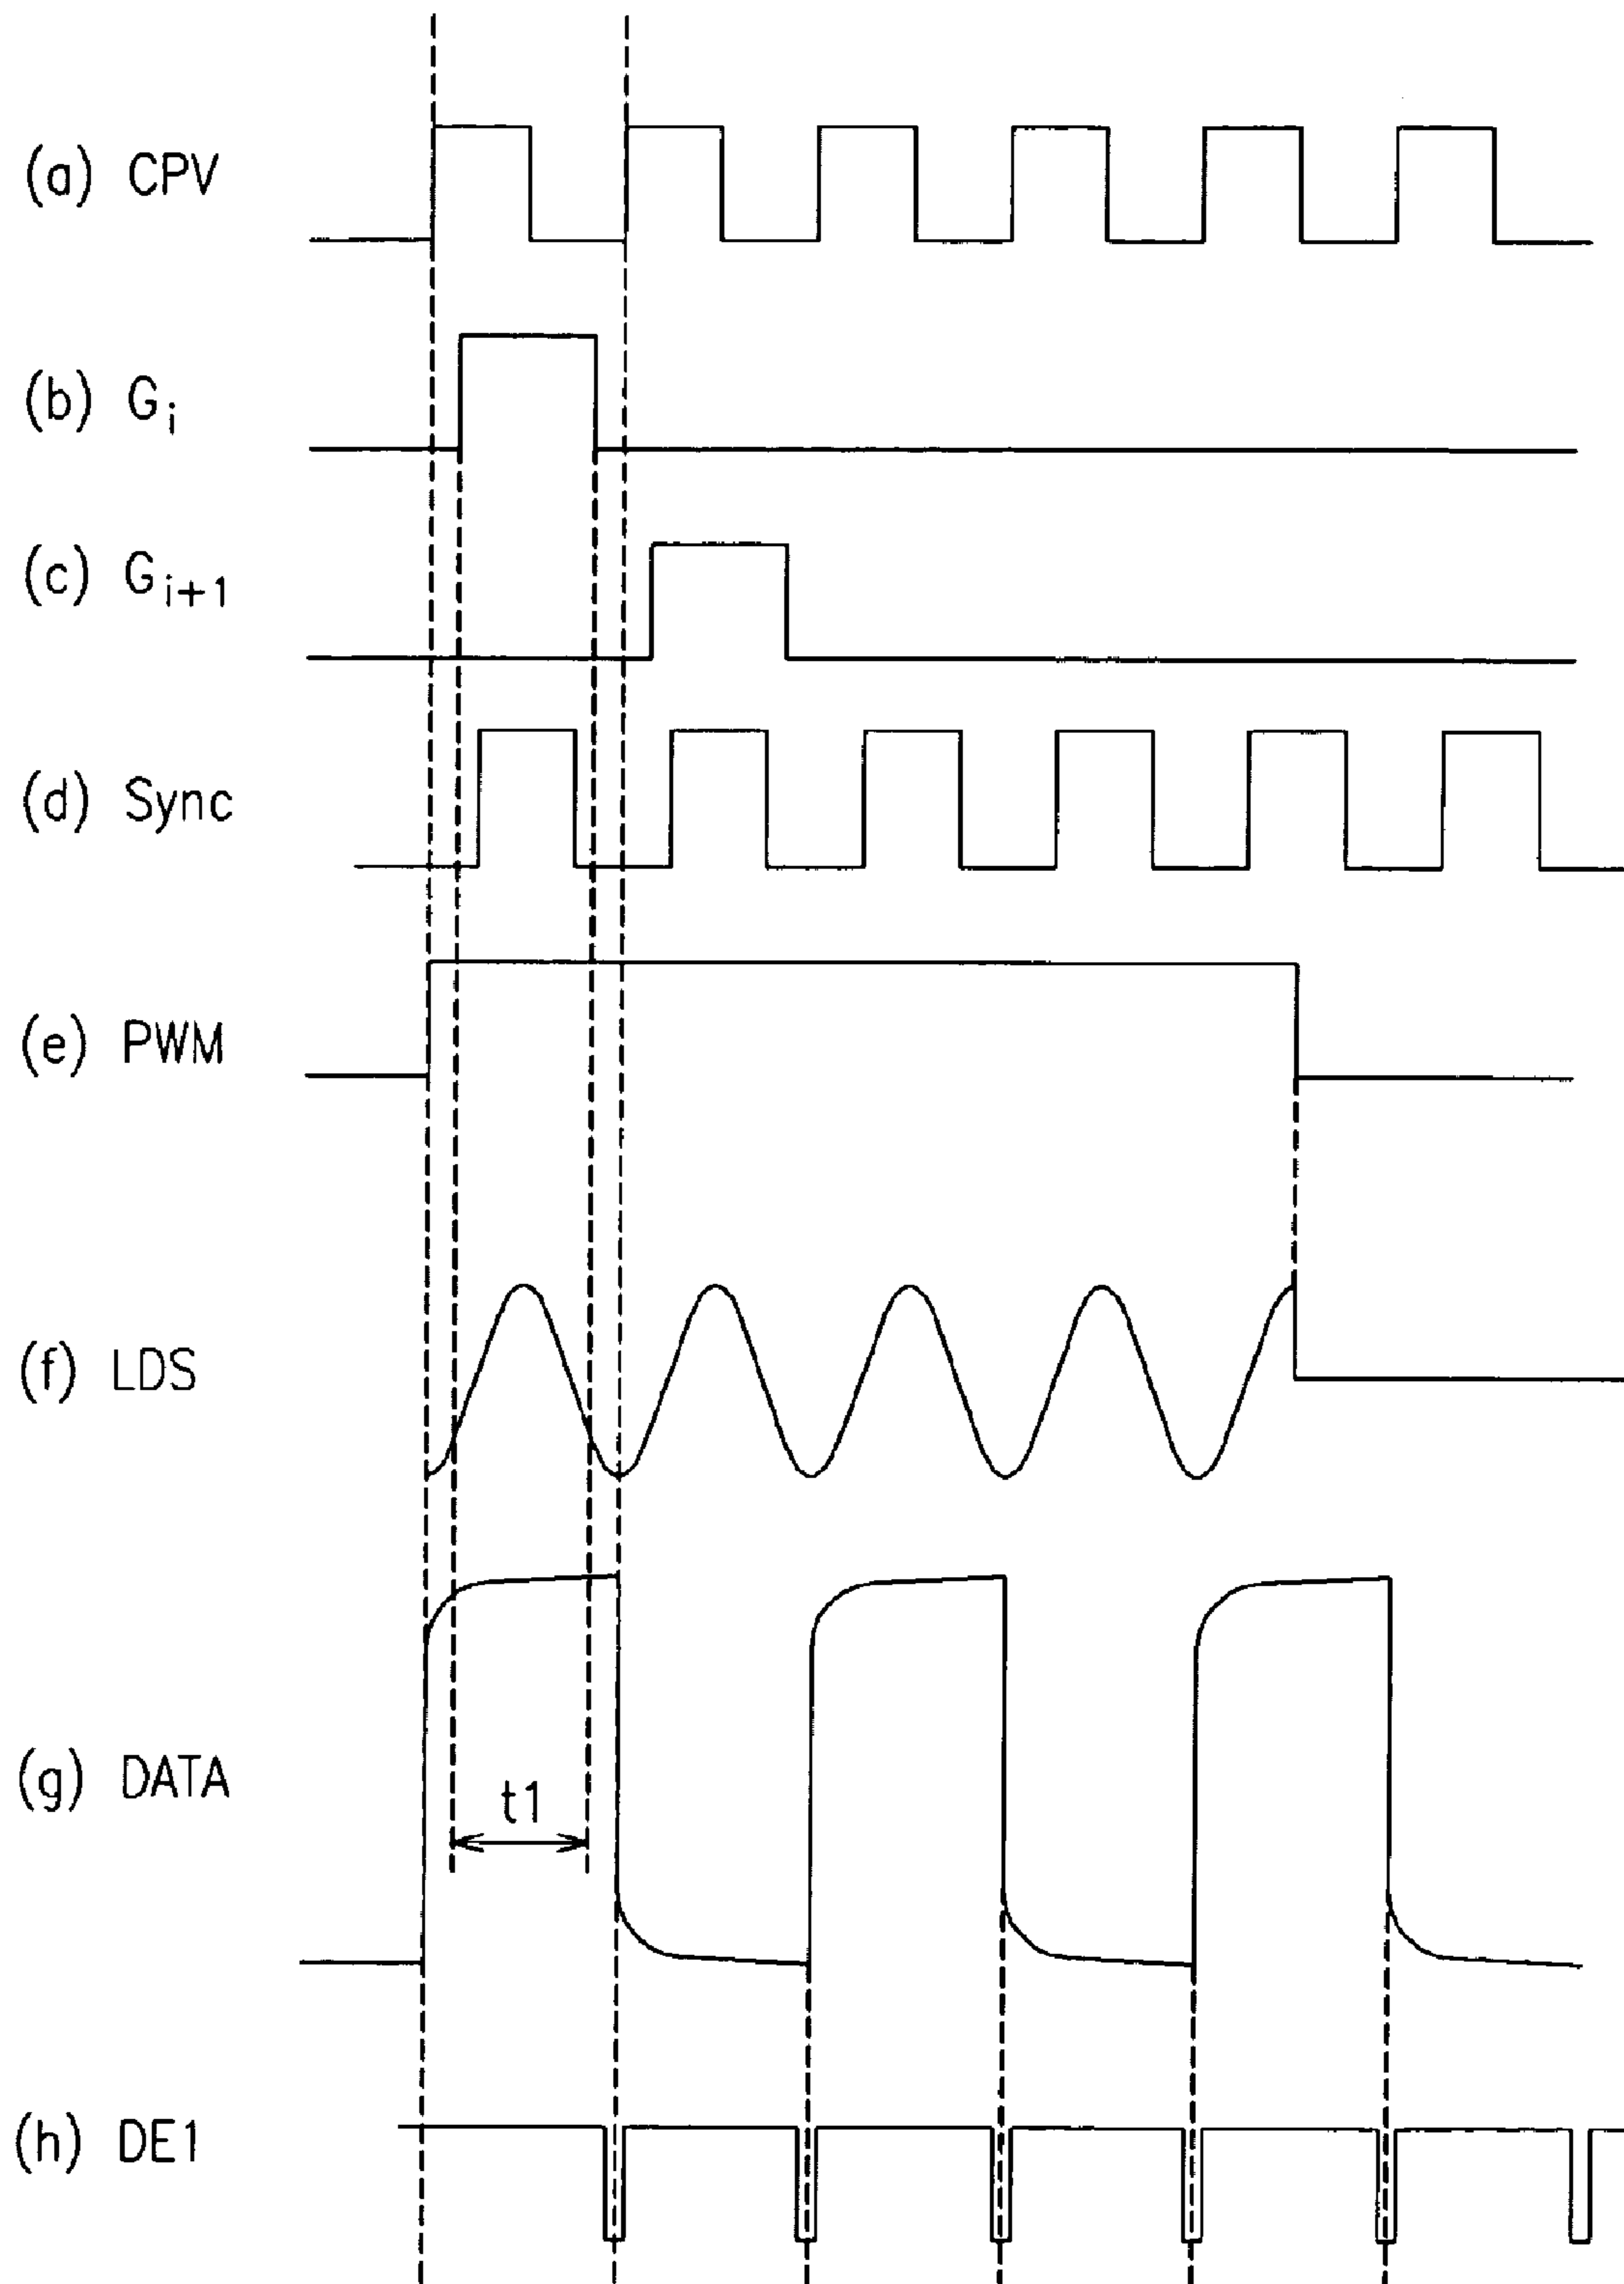 (a) CPV
(b) Gi
(c) Gi+1
(d) Sync
(e) PWM
(f) LDS
(g) DATA
t1
(h) DE1